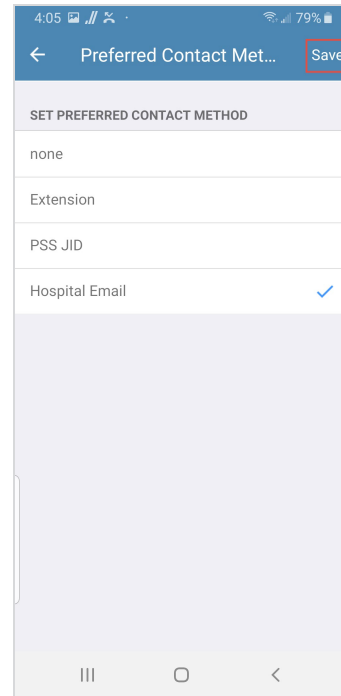 4:05 79%
Preferred Contact Met... Save
SET PREFERRED CONTACT METHOD
none
Extension
PSS JID
Hospital Email